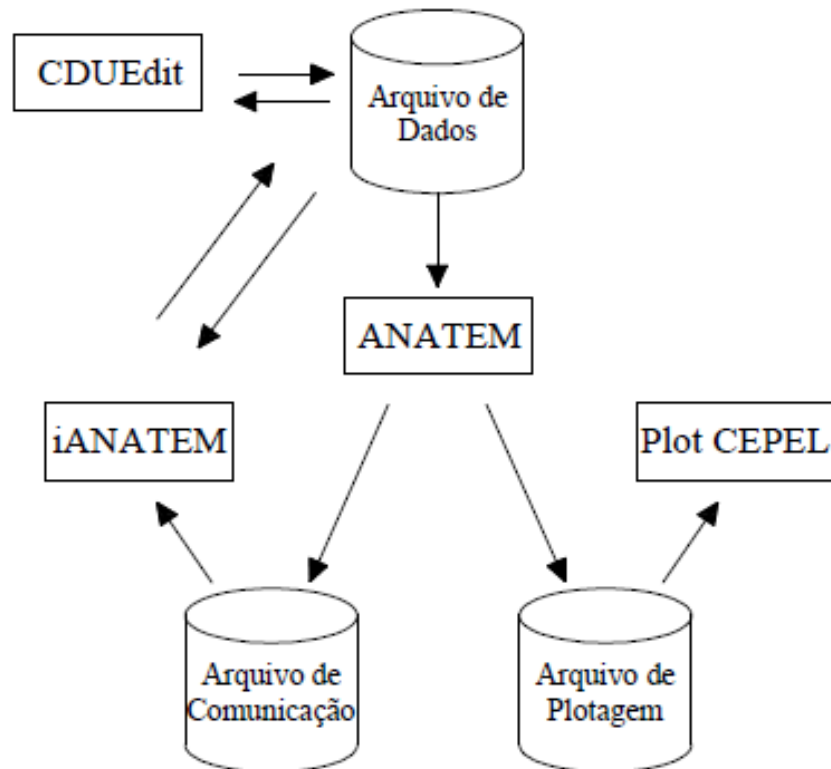 CDUEdit
Arquivo de
Dados
ANATEM
iANATEM
Plot CEPEL
Arquivo de
Comunicação
Arquivo de
Plotagem